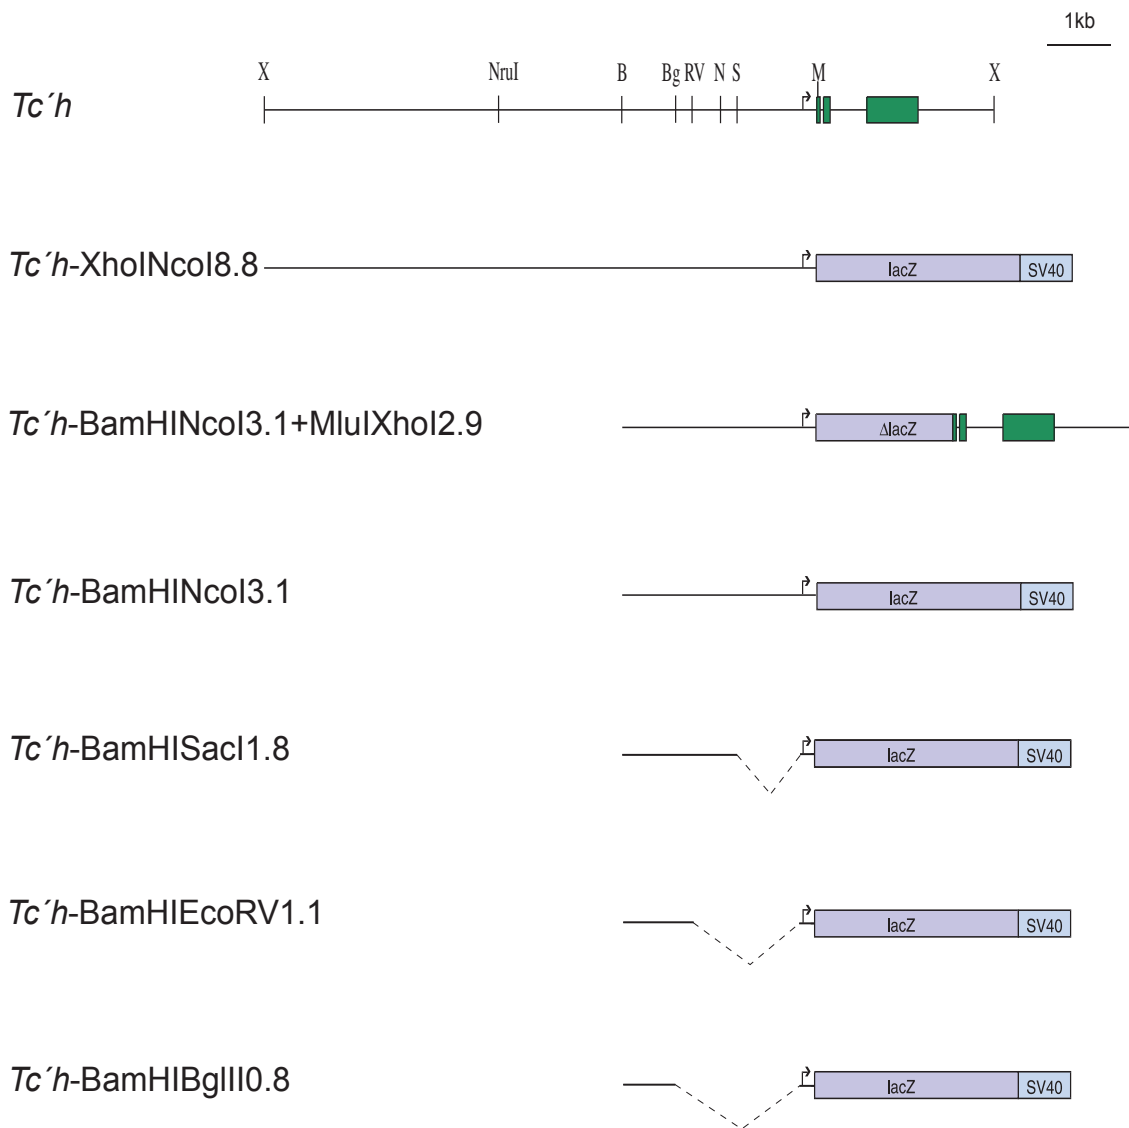 1kb
X NruI B Bg RV N S M X
Tc´h
Tc´h-XhoINcoI8.8
lacZ SV40
Tc´h-BamHINcoI3.1+MluIXhoI2.9
ΔlacZ
Tc´h-BamHINcoI3.1
lacZ SV40
Tc´h-BamHISacI1.8
lacZ SV40
Tc´h-BamHIEcoRV1.1
lacZ SV40
Tc´h-BamHIBglII0.8
lacZ SV40